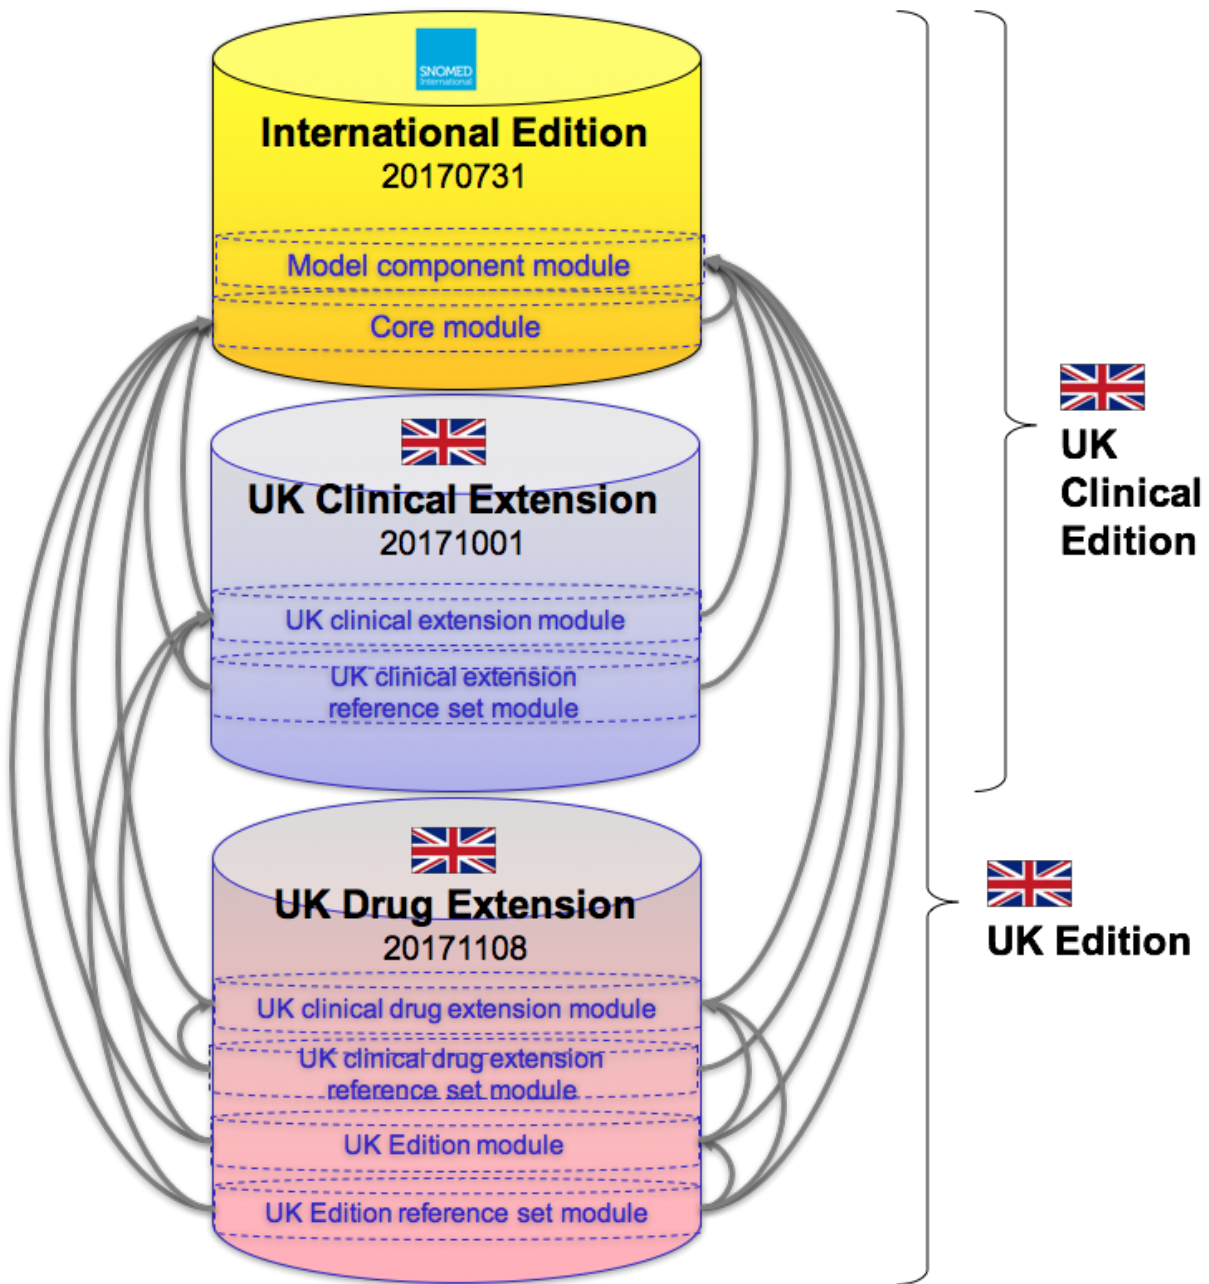 SNOMED
International
International Edition
20170731
Model component module
Core module
UK Clinical Extension
20171001
UK clinical extension module
UK clinical extension
reference set module
UK Drug Extension
20171108
UK clinical drug extension module
UK clinical drug extension
reference set module
UK Edition module
UK Edition reference set module
UK
Clinical
Edition
UK Edition